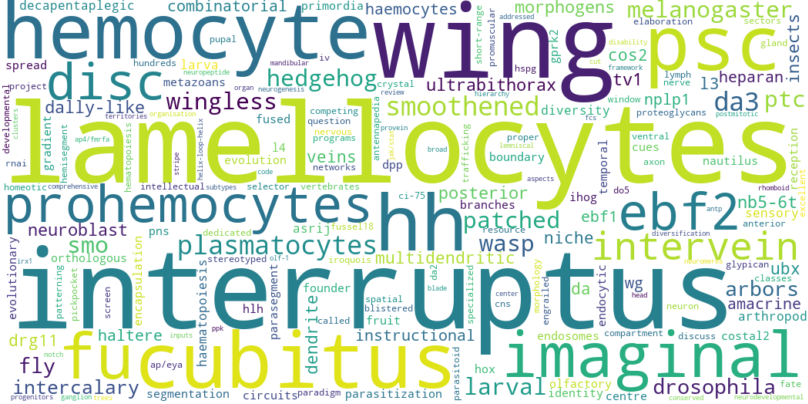 decapentaplegic combinatorial primordia haemocytes morphogens melanogaster
hemocyte wing psc insects
pupal short-range promuscular addressed elaboration sectors
spread hundreds larva mandibular iv hspg gprk2 cos2 disability gland
project neuropeptide metazoans organ neurogenesis crystal review tv1 cut framework lymph nerve heparan
disc hedgehog ultrabithorax l3
developmental dally-like wingless smoothened nplp1 da3 ptc
clusters territories organisation competing hierarchy diversity window proteoglycans postmitotic
lamellocytes
gradient hemisegment ap4/fmrfa hematopoiesis stripe helix-loop-helix fused question nervous programs antennapedia protein fcs proper ventral cues reception
evolution l4 veins broad trafficking boundary axon nautilus
code networks dpp lemniscal aspects temporal rhomboid
rnai homeotic comprehensive intellectual subtypes selector vertebrates ci-75 posterior ihog do5 nb5-6t
prohemocytes hh branches ebf1 ebf2 antp sensory
neuroblast pns dedicated asrij fussel18 patched resource anterior
evolutionary irx1 smo plasmatocytes wasp niche intervein diversification
orthologous stereotyped olf-1 iroquois multidendritic glypican ubx
interruptus
patterning pickpocket screen encapsulation haematopoiesis hlh parasegment founder da2 blade specialized center cns morphology engrailed da endocytic wg head neuron classes arbors
spatial blistered called fruit amacrine arthropod
drg11 haltere inputs ppk dendrite instructional parasitoid endosomes compartment discuss costal2
fly notch fucubitus hox imaginal
ap/eya larval olfactory drosophila fate
intercalary segmentation circuits paradigm parasitization identity centre
progenitors ganglion trees conserved neurodevelopmental